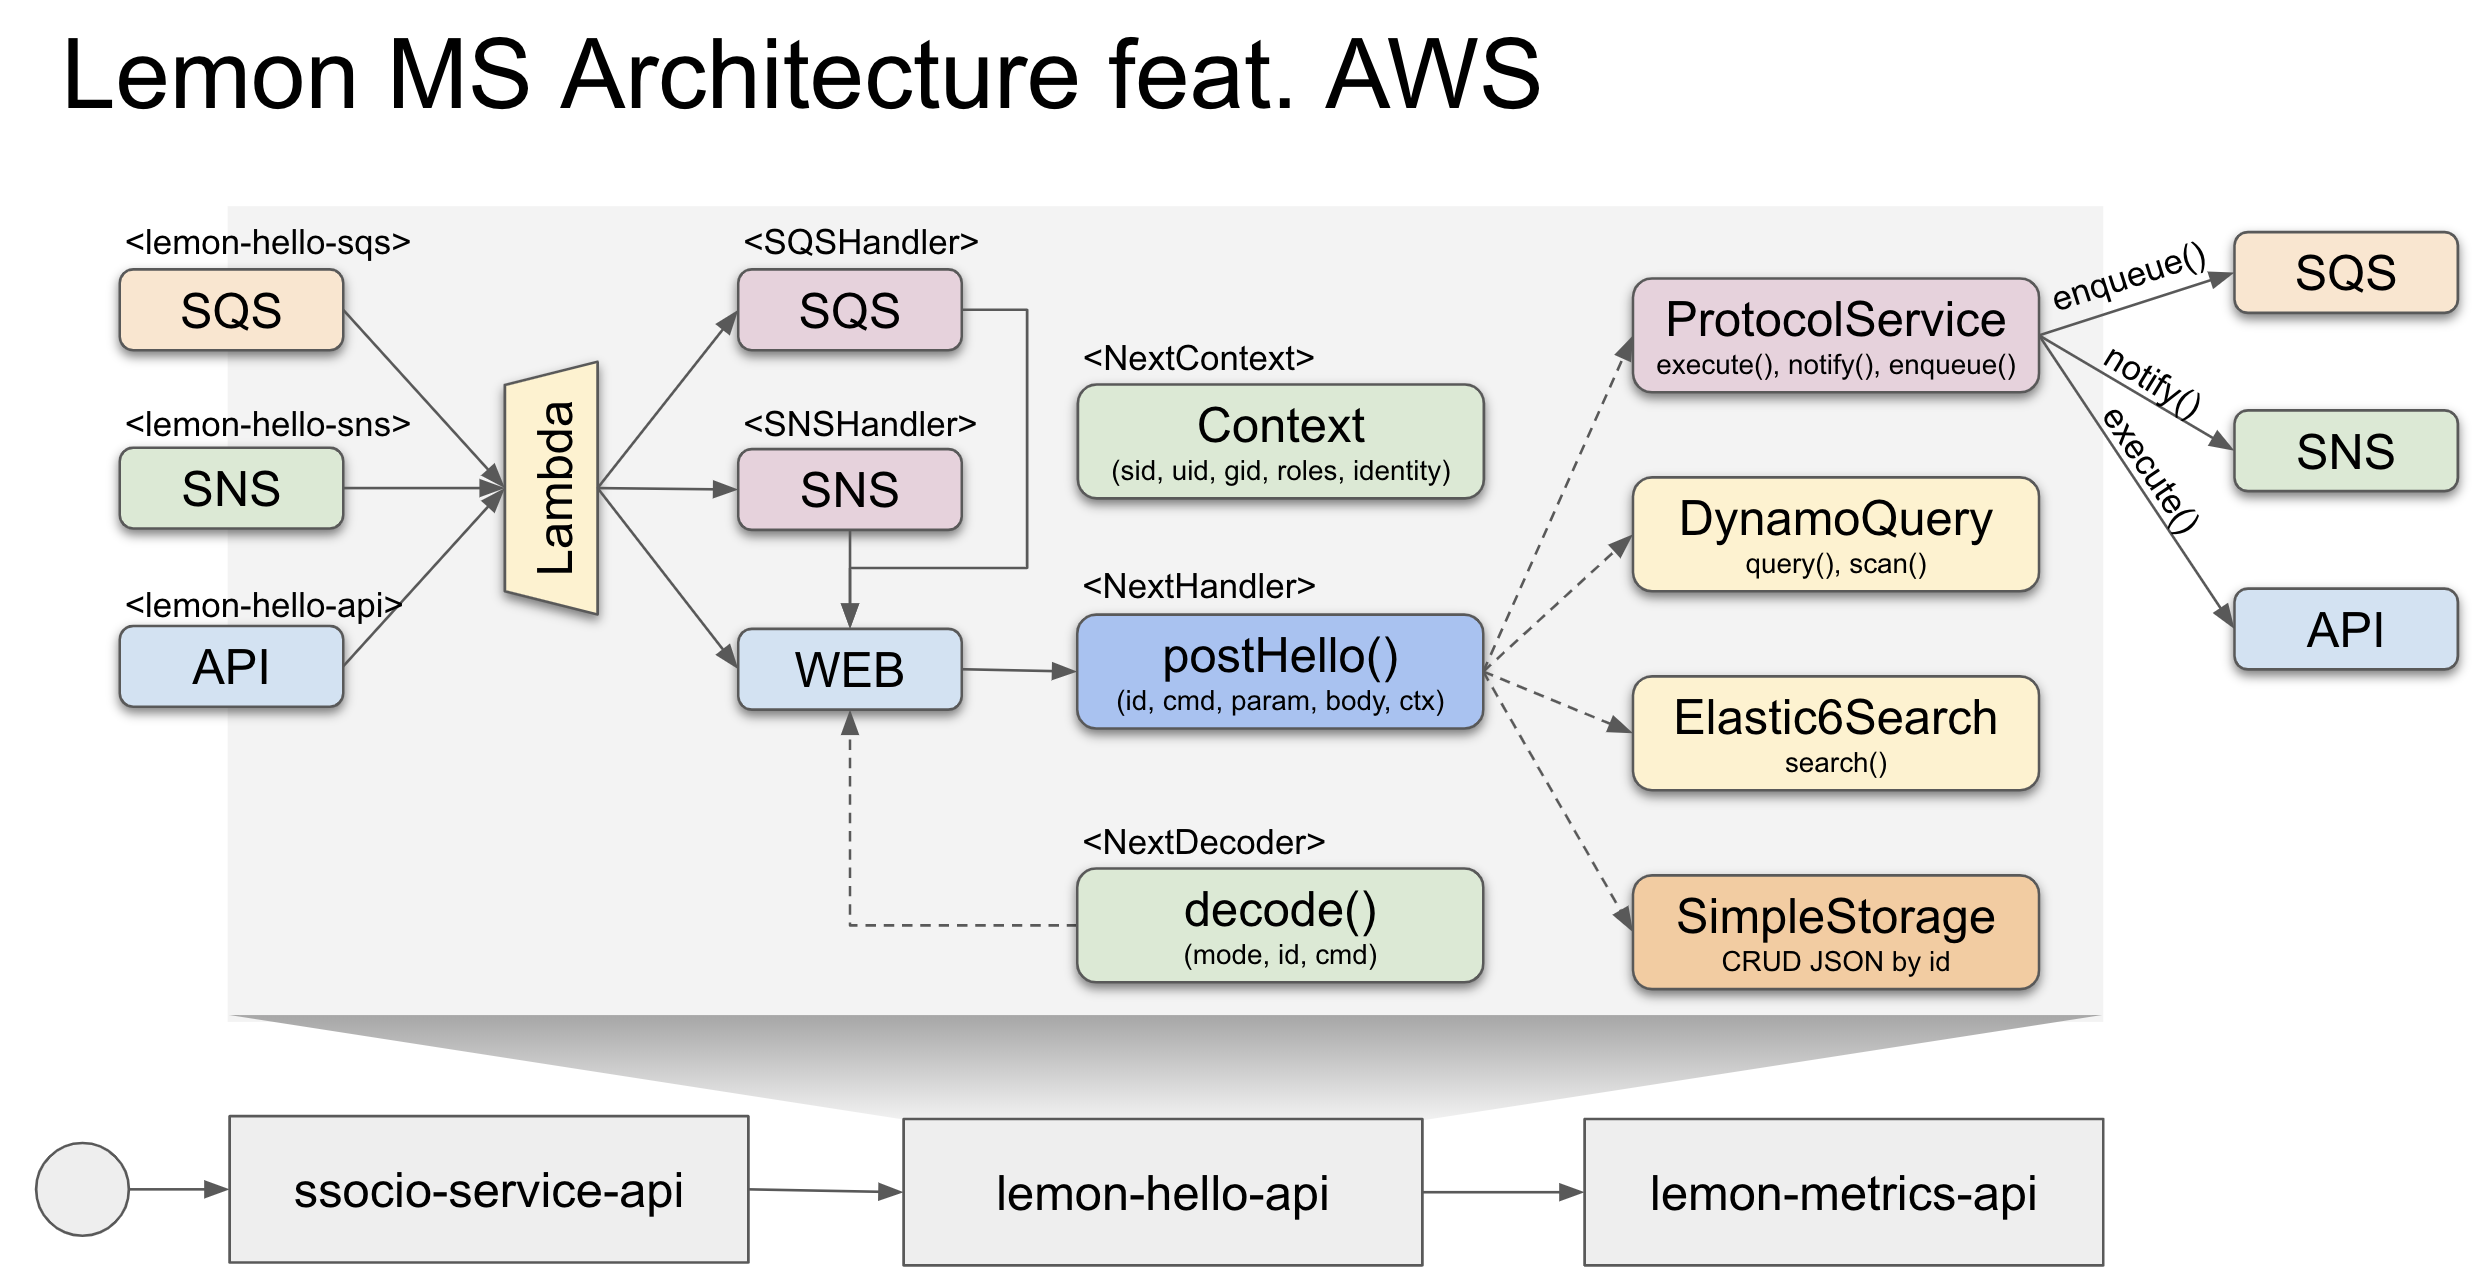 Lemon MS Architecture feat. AWS
<lemon-hello-sqs>
SQS
<lemon-hello-sns>
SNS
<lemon-hello-api>
API
Lambda
<SQSHandler>
SQS
<SNSHandler>
SNS
WEB
<NextContext>
Context
(sid, uid, gid, roles, identity)
<NextHandler>
postHello()
(id, cmd, param, body, ctx)
<NextDecoder>
decode()
(mode, id, cmd)
ProtocolService
execute(), notify(), enqueue()
DynamoQuery
query(), scan()
Elastic6Search
search()
SimpleStorage
CRUD JSON by id
enqueue()
notify()
execute()
SQS
SNS
API
ssocio-service-api
lemon-hello-api
lemon-metrics-api